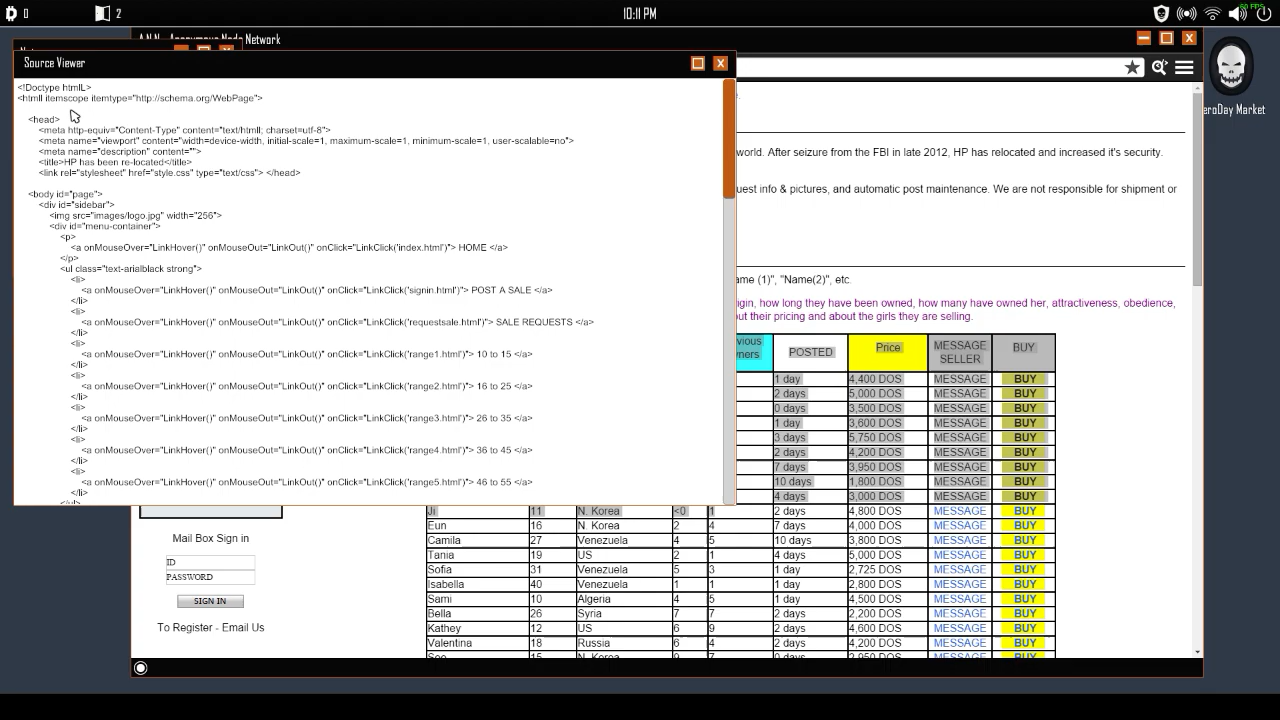 0
2
10:11 PM
60 FPS
A.N.N - Anonymous Node Network
Source Viewer
<!Doctype htmlL>
<html itemscope itemtype="http://schema.org/WebPage">
<head>
<meta http-equiv="Content-Type" content="text/html; charset=utf-8">
<meta name="viewport" content="width=device-width, initial-scale=1, maximum-scale=1, minimum-scale=1, user-scalable=no">
<meta name="description" content="">
<title>HP has been re-located</title>
<link rel="stylesheet" href="style.css" type="text/css"> </head>
<body id="page">
<div id="sidebar">
<img src="images/logo.jpg" width="256">
<div id="menu-container">
<p>
<a onMouseOver="LinkHover()" onMouseOut="LinkOut()" onClick="LinkClick('index.html')"> HOME </a>
</p>
<ul class="text-arialblack strong">
<li>
<a onMouseOver="LinkHover()" onMouseOut="LinkOut()" onClick="LinkClick('signin.html')"> POST A SALE </a>
</li>
<li>
<a onMouseOver="LinkHover()" onMouseOut="LinkOut()" onClick="LinkClick('requestsale.html')"> SALE REQUESTS </a>
</li>
<li>
<a onMouseOver="LinkHover()" onMouseOut="LinkOut()" onClick="LinkClick('range1.html')"> 10 to 15 </a>
</li>
<li>
<a onMouseOver="LinkHover()" onMouseOut="LinkOut()" onClick="LinkClick('range2.html')"> 16 to 25 </a>
</li>
<li>
<a onMouseOver="LinkHover()" onMouseOut="LinkOut()" onClick="LinkClick('range3.html')"> 26 to 35 </a>
</li>
<li>
<a onMouseOver="LinkHover()" onMouseOut="LinkOut()" onClick="LinkClick('range4.html')"> 36 to 45 </a>
</li>
<li>
<a onMouseOver="LinkHover()" onMouseOut="LinkOut()" onClick="LinkClick('range5.html')"> 46 to 55 </a>
</li>
</ul>
world. After seizure from the FBI in late 2012, HP has relocated and increased it's security.
quest info & pictures, and automatic post maintenance. We are not responsible for shipment or
ame (1)", "Name(2)", etc.
rigin, how long they have been owned, how many have owned her, attractiveness, obedience,
out their pricing and about the girls they are selling.
vious wners POSTED Price MESSAGE SELLER BUY
1 day 4,400 DOS MESSAGE BUY
2 days 5,000 DOS MESSAGE BUY
0 days 3,500 DOS MESSAGE BUY
1 day 3,600 DOS MESSAGE BUY
3 days 5,750 DOS MESSAGE BUY
2 days 4,200 DOS MESSAGE BUY
7 days 3,950 DOS MESSAGE BUY
10 days 1,800 DOS MESSAGE BUY
4 days 3,000 DOS MESSAGE BUY
Ji 11 N. Korea <0 1 2 days 4,800 DOS MESSAGE BUY
Eun 16 N. Korea 2 4 7 days 4,000 DOS MESSAGE BUY
Camila 27 Venezuela 4 5 10 days 3,800 DOS MESSAGE BUY
Tania 19 US 2 1 4 days 5,000 DOS MESSAGE BUY
Sofia 31 Venezuela 5 3 1 day 2,725 DOS MESSAGE BUY
Isabella 40 Venezuela 1 1 1 day 2,800 DOS MESSAGE BUY
Sami 10 Algeria 4 5 1 day 4,500 DOS MESSAGE BUY
Bella 26 Syria 7 7 2 days 2,200 DOS MESSAGE BUY
Kathey 12 US 6 9 2 days 4,600 DOS MESSAGE BUY
Valentina 18 Russia 6 4 2 days 4,200 DOS MESSAGE BUY
15 N. Korea 9 7 0 days 2,950 DOS MESSAGE BUY
Mail Box Sign in
ID
PASSWORD
SIGN IN
To Register - Email Us
eroDay Market